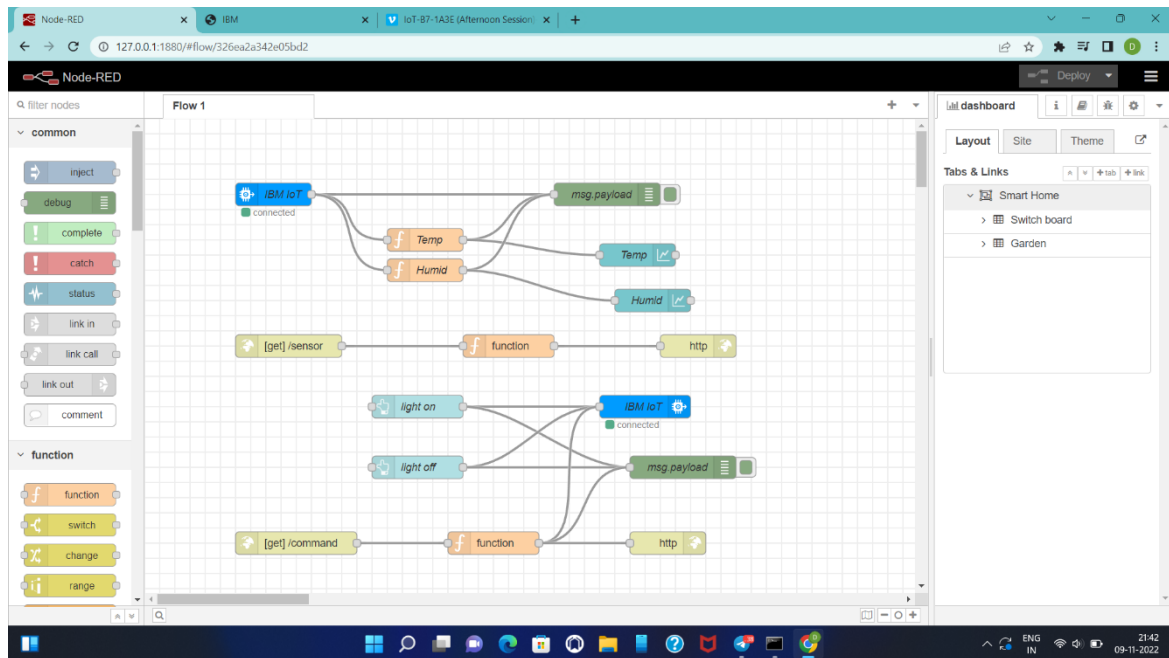 Node-RED
IBM
IoT-B7-1A3E (Afternoon Session)
127.0.0.1:1880/#flow/326ea2a342e05bd2
D
Node-RED
Deploy
filter nodes
Flow 1
dashboard
common
inject
debug
complete
catch
status
link in
link call
link out
comment
function
function
switch
change
range
IBM IoT
connected
msg.payload
Temp
Humid
Temp
Humid
[get] /sensor
function
http
light on
IBM IoT
connected
light off
msg.payload
[get] /command
function
http
Layout
Site
Theme
Tabs & Links
+ tab
+ link
Smart Home
Switch board
Garden
ENG
IN
21:42
09-11-2022